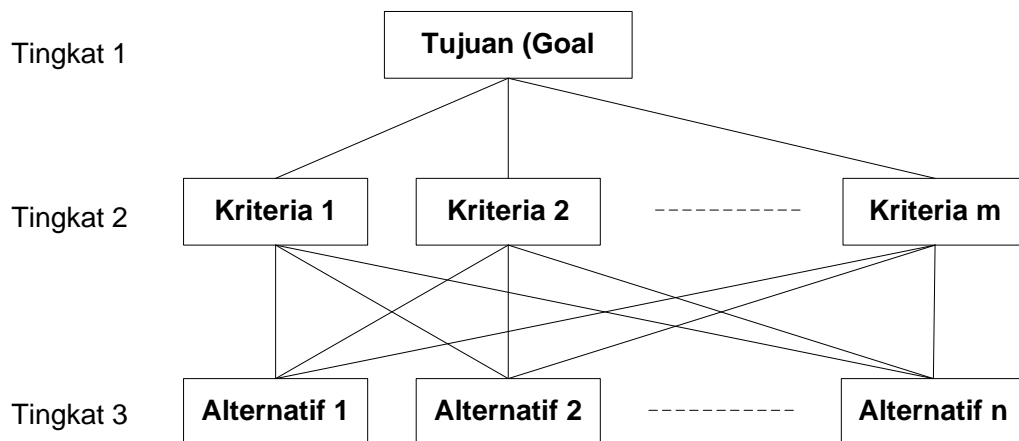 Tingkat 1
Tujuan (Goal
Tingkat 2
Kriteria 1
Kriteria 2
Kriteria m
Tingkat 3
Alternatif 1
Alternatif 2
Alternatif n